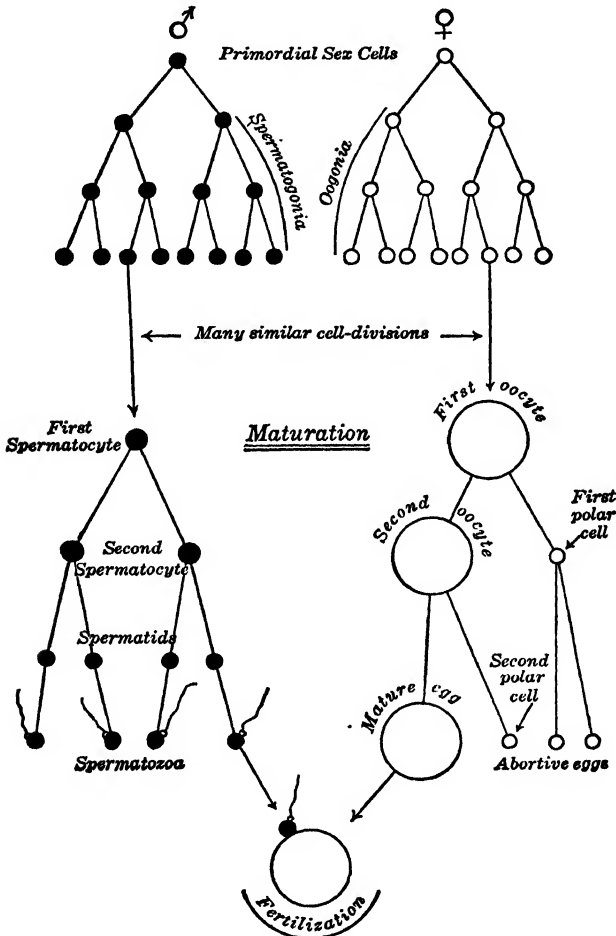 ♂ ♀
Primordial Sex Cells
Spermatogonia
Oogonia
Many similar cell-divisions
First oocyte
First
Spermatocyte
Maturation
First
polar
cell
Second oocyte
Second
Spermatocyte
Spermatids
Second
polar
cell
Mature egg
Spermatozoa
Abortive eggs
Fertilization